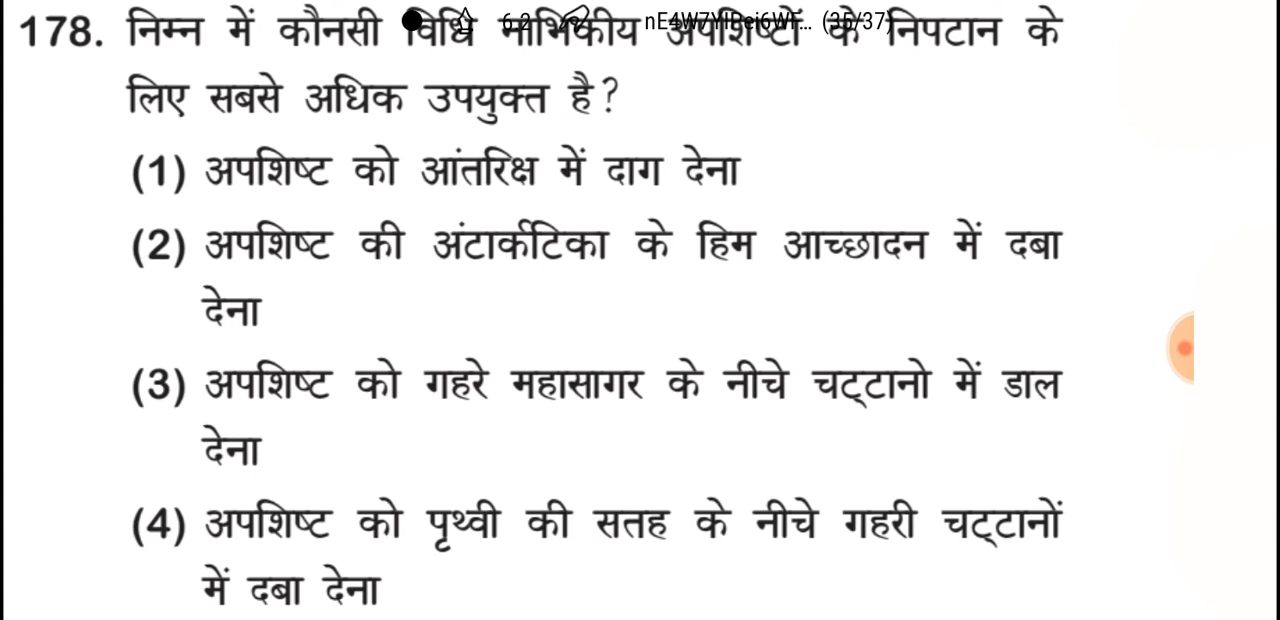 178. निम्न में कौनसी विधि नाभिकीय अपशिष्टों के निपटान के
लिए सबसे अधिक उपयुक्त है?
(1) अपशिष्ट को आंतरिक्ष में दाग देना
(2) अपशिष्ट की अंटार्कटिका के हिम आच्छादन में दबा
देना
(3) अपशिष्ट को गहरे महासागर के नीचे चट्टानो में डाल
देना
(4) अपशिष्ट को पृथ्वी की सतह के नीचे गहरी चट्टानों
में दबा देना